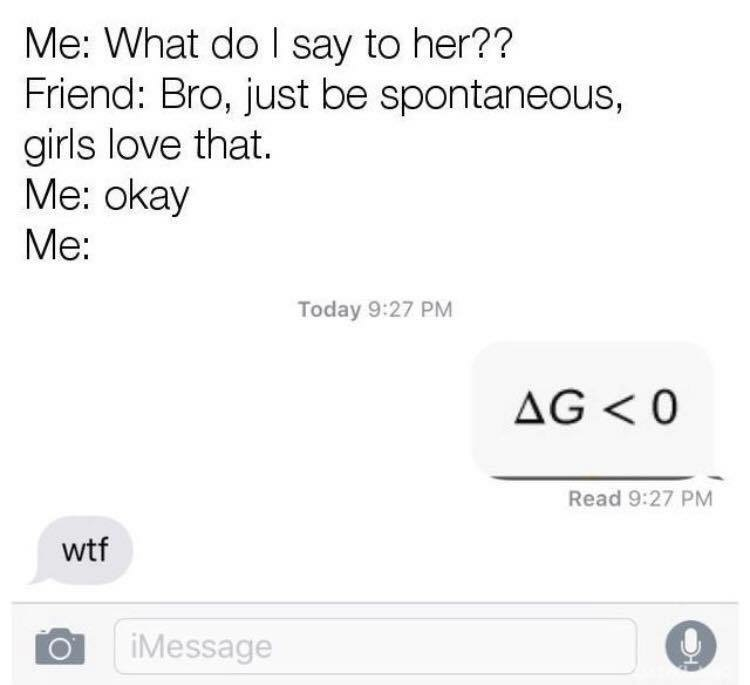 Me: What do I say to her??
Friend: Bro, just be spontaneous,
girls love that.
Me: okay
Me:
Today 9:27 PM
ΔG < 0
Read 9:27 PM
wtf
iMessage